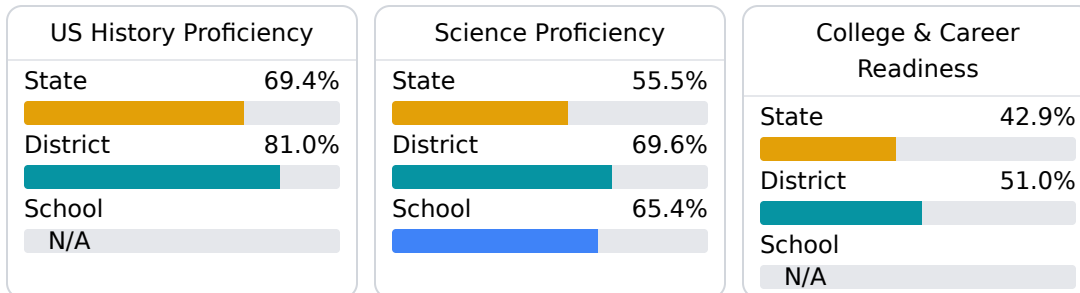 US History Proficiency
State 69.4%
District 81.0%
School
N/A
Science Proficiency
State 55.5%
District 69.6%
School 65.4%
College & Career
Readiness
State 42.9%
District 51.0%
School
N/A